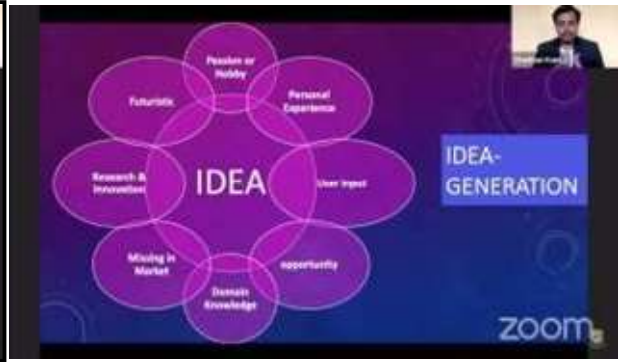 Passion or
Hobby
Personal
Experience
User Input
opportunity
Domain
Knowledge
Missing in
Market
Research &
Innovation
Futuristic
IDEA
IDEA-
GENERATION
zoom